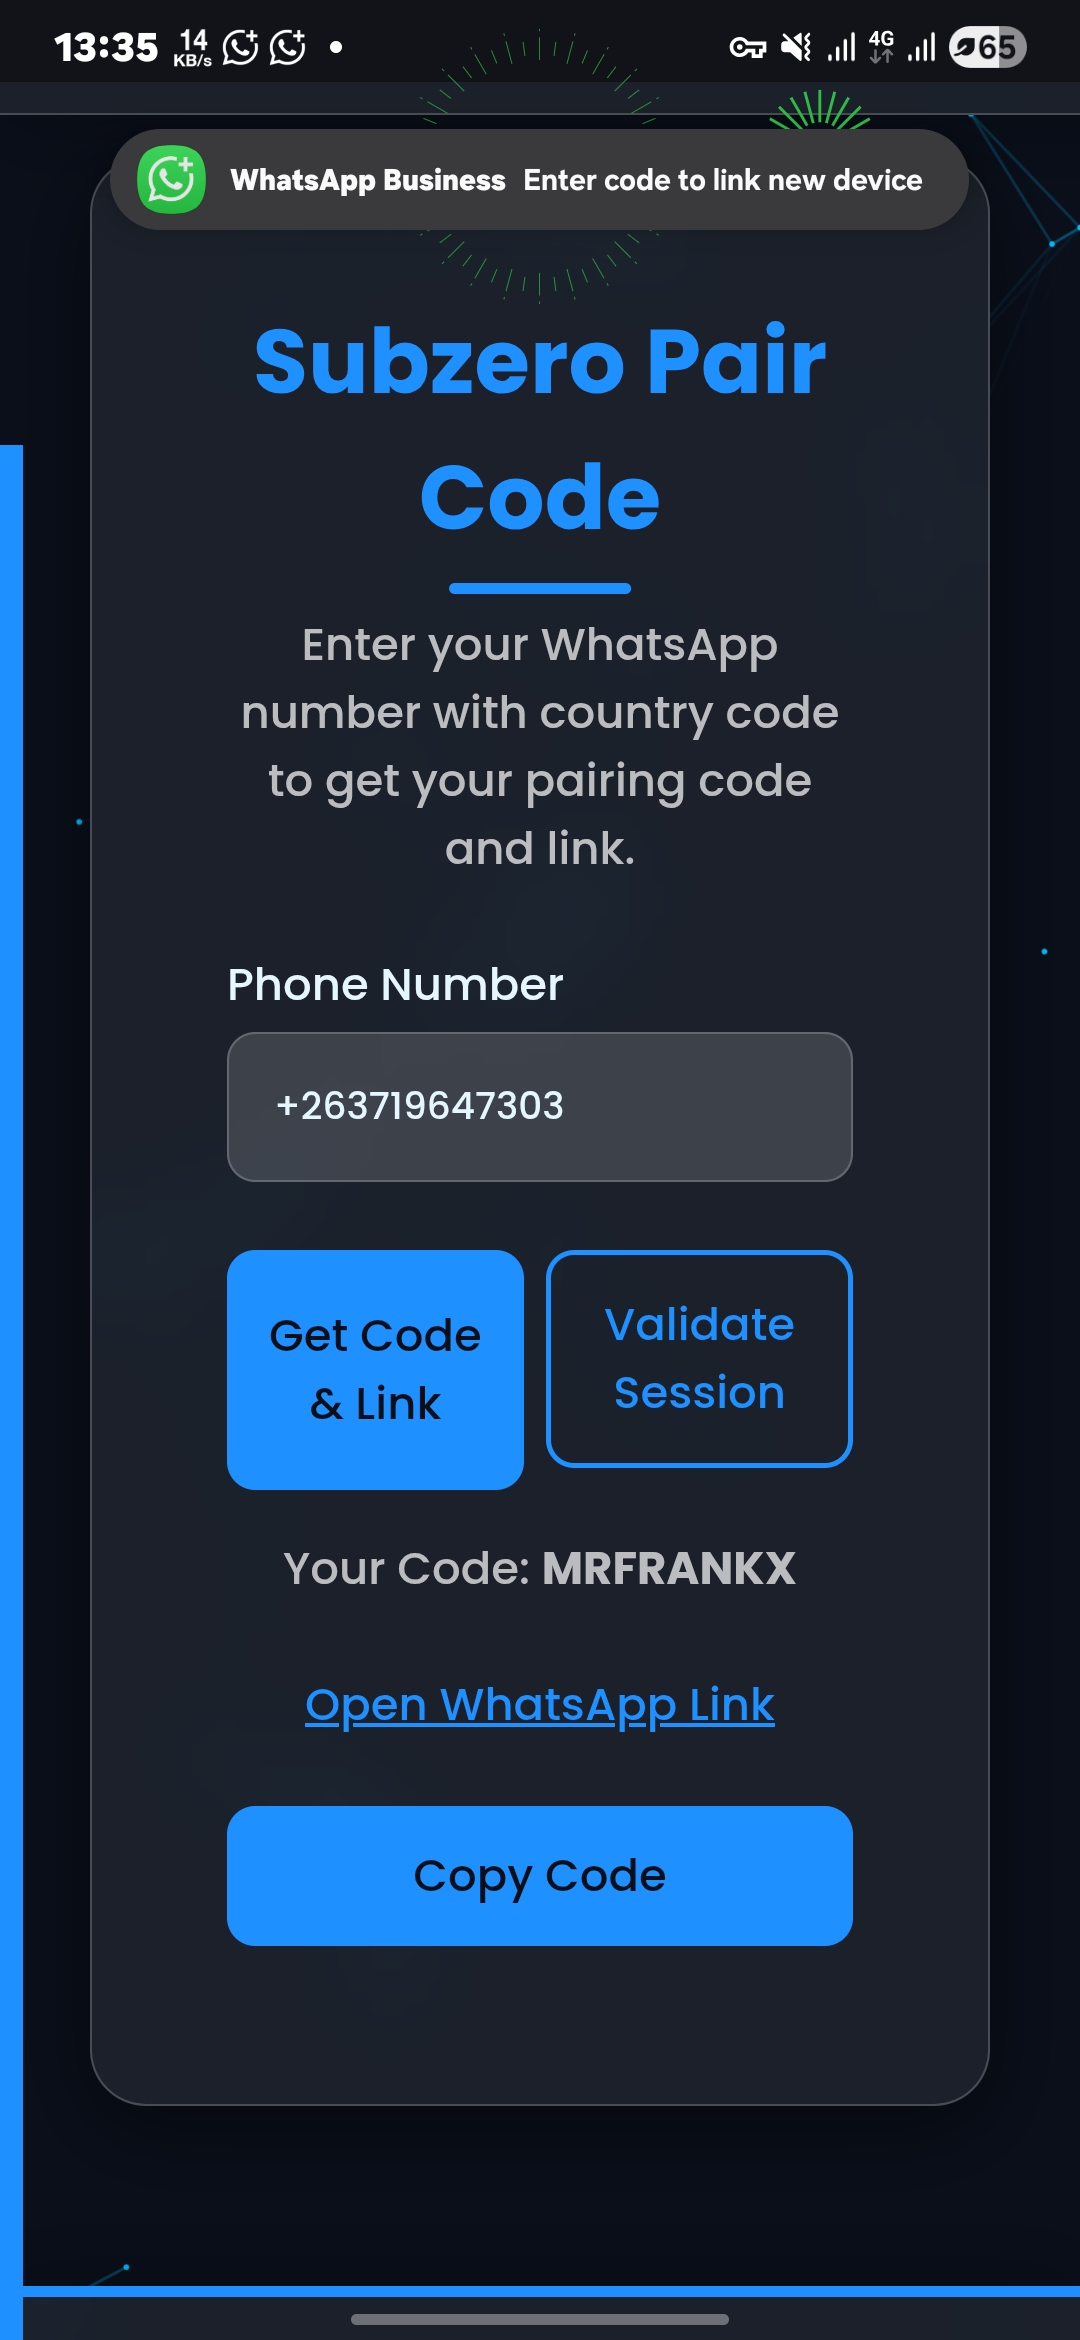 13:35 14 KB/s 4G 65
WhatsApp Business Enter code to link new device
Subzero Pair
Code
Enter your WhatsApp
number with country code
to get your pairing code
and link.
Phone Number
+263719647303
Get Code
& Link
Validate
Session
Your Code: MRFRANKX
Open WhatsApp Link
Copy Code